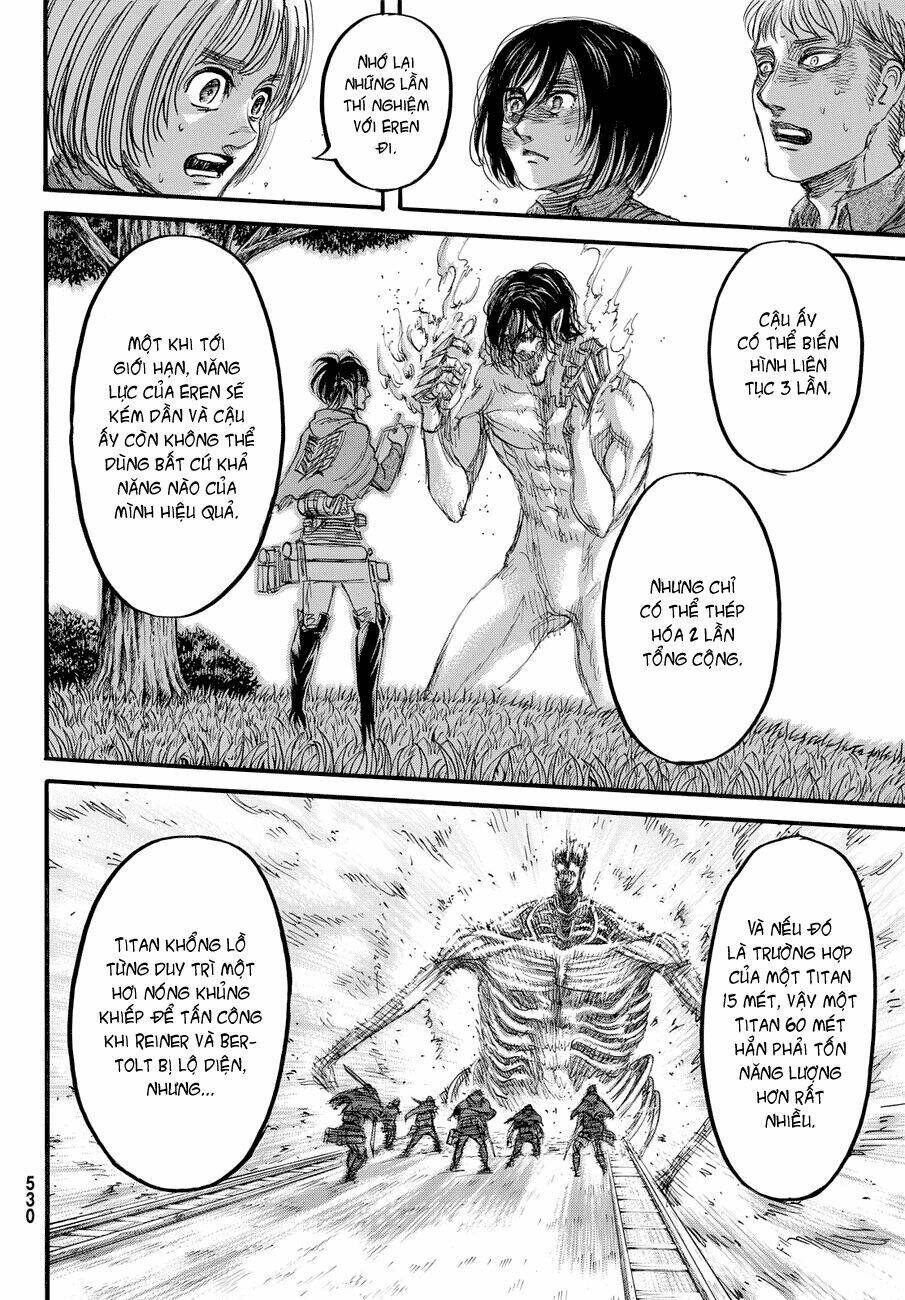 NHỚ LẠI
NHỮNG LẦN
THÍ NGHIỆM
VỚI EREN
ĐI.
CẬU ẤY
CÓ THỂ BIẾN
HÌNH LIÊN
TỤC 3 LẦN.
NHƯNG CHỈ
CÓ THỂ THÉP
HÓA 2 LẦN
TỔNG CỘNG.
MỘT KHI TỚI
GIỚI HẠN, NĂNG
LỰC CỦA EREN SẼ
KÉM DẦN VÀ CẬU
ẤY CÒN KHÔNG THỂ
DÙNG BẤT CỨ KHẢ
NĂNG NÀO CỦA
MÌNH HIỆU QUẢ.
VÀ NẾU ĐÓ
LÀ TRƯỜNG HỢP
CỦA MỘT TITAN
15 MÉT, VẬY MỘT
TITAN 60 MÉT
HẲN PHẢI TỐN
NĂNG LƯỢNG
HƠN RẤT
NHIỀU.
TITAN KHỔNG LỒ
TỪNG DUY TRÌ MỘT
HƠI NÓNG KHỦNG
KHIẾP ĐỂ TẤN CÔNG
KHI REINER VÀ BER-
TOLT BỊ LỘ DIỆN,
NHƯNG...
530